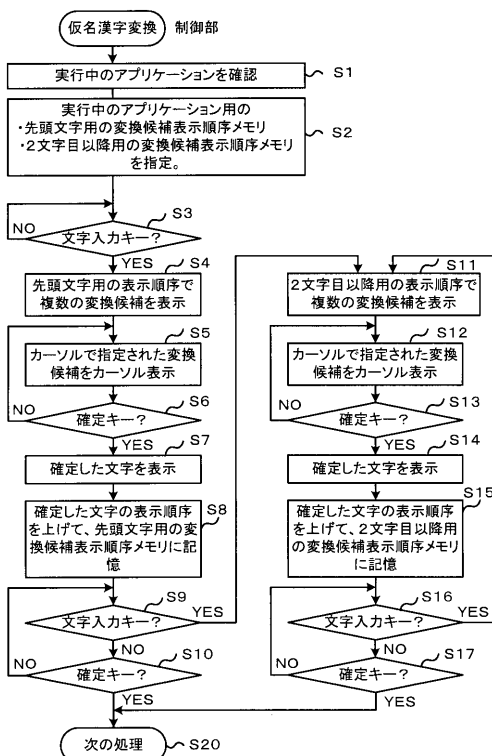 仮名漢字変換 制御部
実行中のアプリケーションを確認
S1
実行中のアプリケーション用の
・先頭文字用の変換候補表示順序メモリ
・2文字目以降用の変換候補表示順序メモリ
を指定。
S2
S3
NO
文字入力キー?
YES
S4
先頭文字用の表示順序で
複数の変換候補を表示
S5
カーソルで指定された変換
候補をカーソル表示
S6
NO
確定キー?
YES
S7
確定した文字を表示
S8
確定した文字の表示順序
を上げて、先頭文字用の変
換候補表示順序メモリに記
憶
S9
文字入力キー?
YES
NO
S10
NO
確定キー?
YES
S11
2文字目以降用の表示順序で
複数の変換候補を表示
S12
カーソルで指定された変換
候補をカーソル表示
S13
NO
確定キー?
YES
S14
確定した文字を表示
S15
確定した文字の表示順序
を上げて、2文字目以降用
の変換候補表示順序メモリ
に記憶
S16
文字入力キー?
YES
NO
S17
NO
確定キー?
YES
次の処理
S20